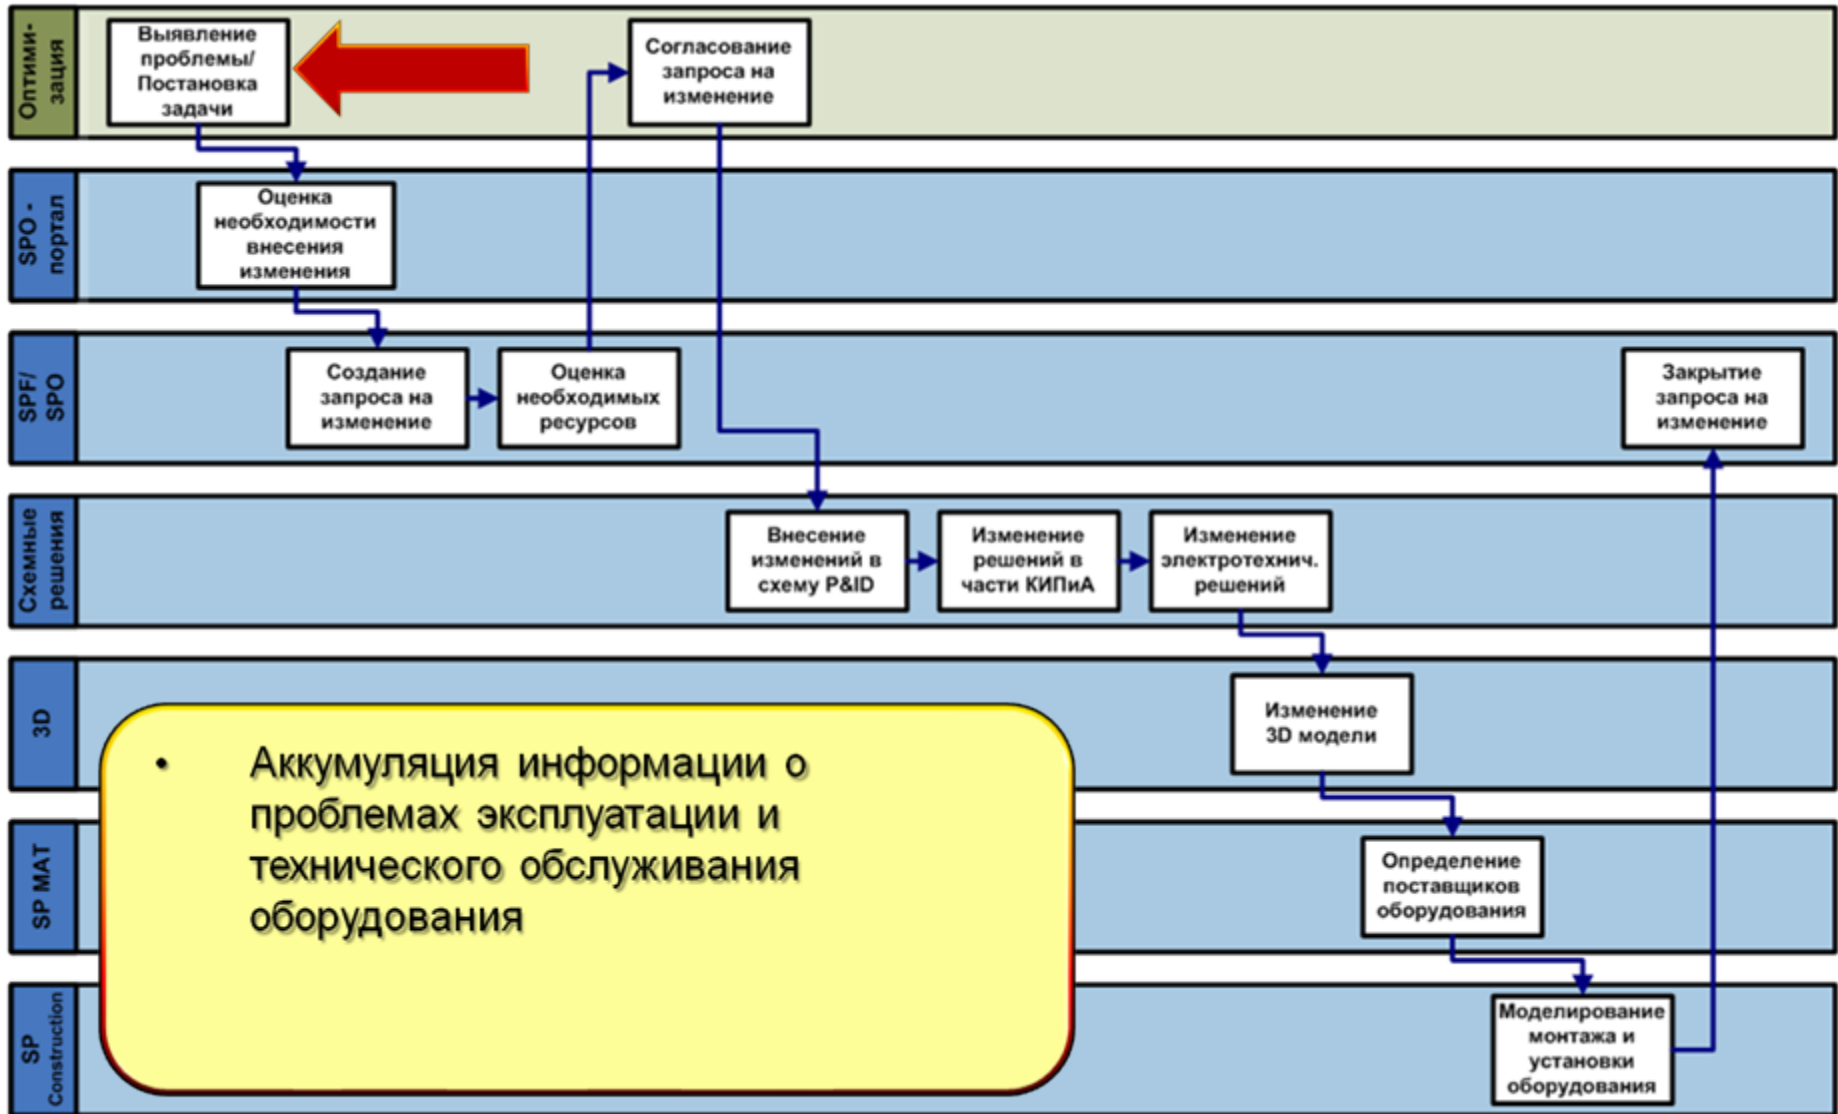 Оптими-
зация
Выявление
проблемы/
Постановка
задачи
Согласование
запроса на
изменение
SPO -
портал
Оценка
необходимости
внесения
изменения
SPF/
SPO
Создание
запроса на
изменение
Оценка
необходимых
ресурсов
Закрытие
запроса на
изменение
Схемные
решения
Внесение
изменений в
схему P&ID
Изменение
решений в
части КИПиА
Изменение
электротехнич.
решений
3D
Изменение
3D модели
• Аккумуляция информации о
проблемах эксплуатации и
технического обслуживания
оборудования
SP MAT
Определение
поставщиков
оборудования
SP
Construction
Моделирование
монтажа и
установки
оборудования